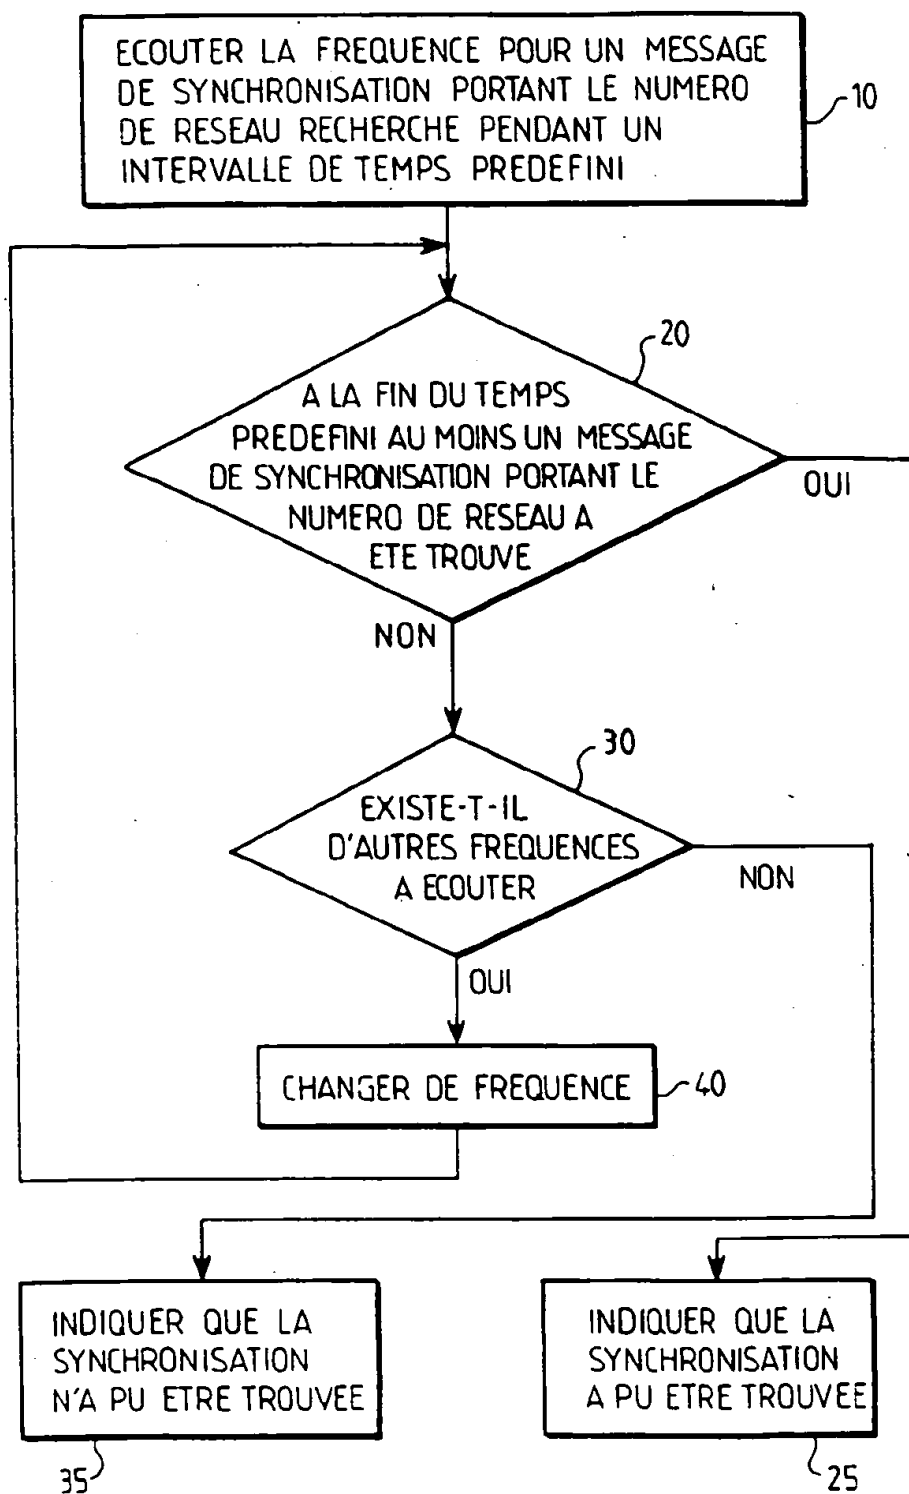 ECOUTER LA FREQUENCE POUR UN MESSAGE
DE SYNCHRONISATION PORTANT LE NUMERO
DE RESEAU RECHERCHE PENDANT UN
INTERVALLE DE TEMPS PREDEFINI
10
20
A LA FIN DU TEMPS
PREDEFINI AU MOINS UN MESSAGE
DE SYNCHRONISATION PORTANT LE
NUMERO DE RESEAU A
ETE TROUVE
OUI
NON
30
EXISTE-T-IL
D'AUTRES FREQUENCES
A ECOUTER
NON
OUI
CHANGER DE FREQUENCE
40
INDIQUER QUE LA
SYNCHRONISATION
N'A PU ETRE TROUVEE
35
INDIQUER QUE LA
SYNCHRONISATION
A PU ETRE TROUVEE
25